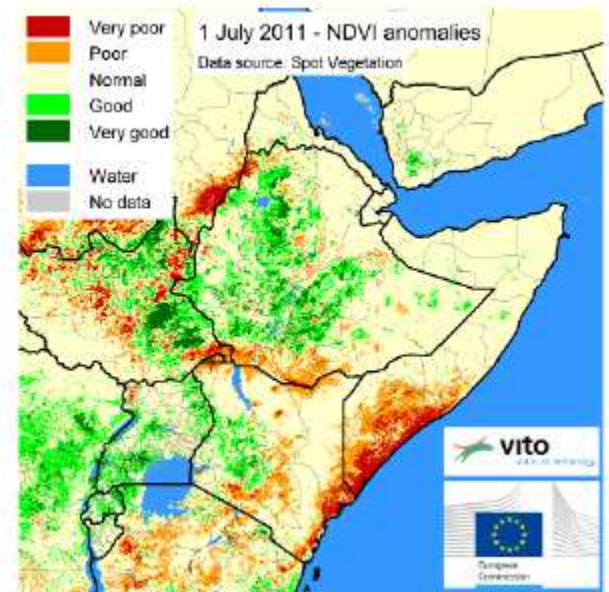 Very poor
Poor
Normal
Good
Very good
Water
No data
1 July 2011 - NDVI anomalies
Data source: Spot Vegetation
vito
European
Commission